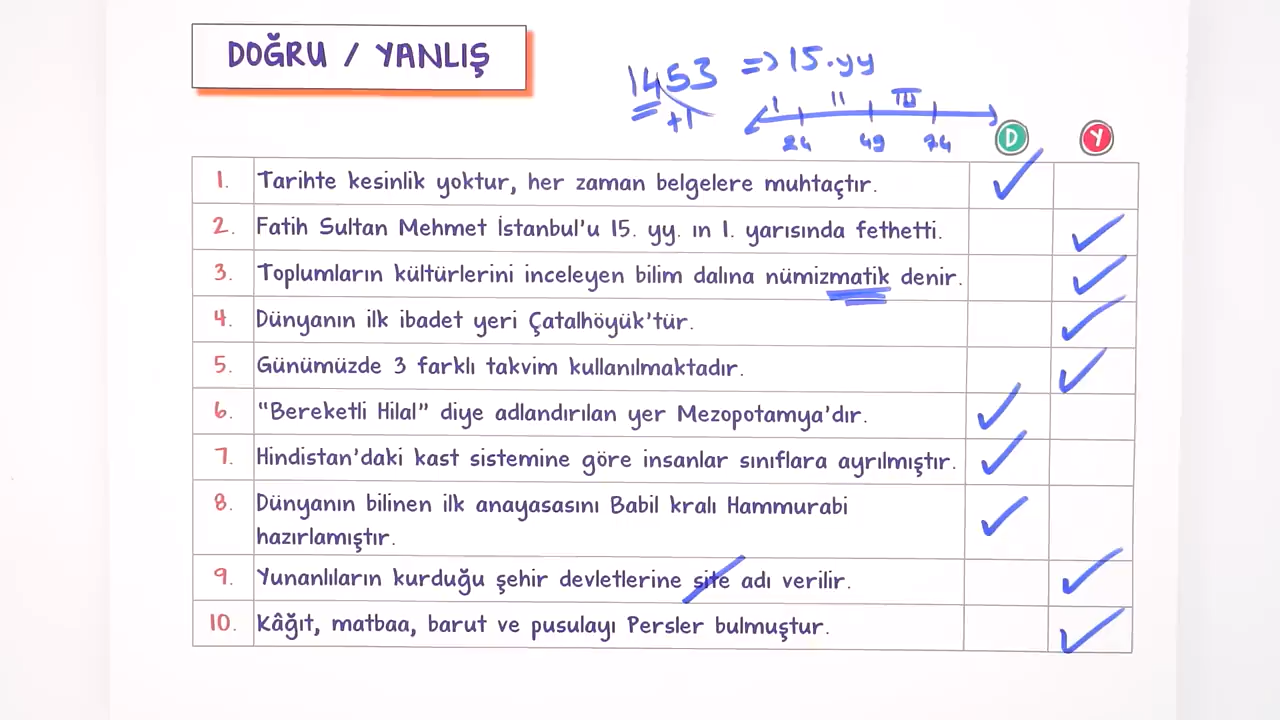 DOĞRU / YANLIŞ
1453 => 15.yy
+1
I II III
24 49 74
D Y
1. Tarihte kesinlik yoktur, her zaman belgelere muhtaçtır.
2. Fatih Sultan Mehmet İstanbul'u 15. yy. ın 1. yarısında fethetti.
3. Toplumların kültürlerini inceleyen bilim dalına nümizmatik denir.
4. Dünyanın ilk ibadet yeri Çatalhöyük'tür.
5. Günümüzde 3 farklı takvim kullanılmaktadır.
6. "Bereketli Hilal" diye adlandırılan yer Mezopotamya'dır.
7. Hindistan'daki kast sistemine göre insanlar sınıflara ayrılmıştır.
8. Dünyanın bilinen ilk anayasasını Babil kralı Hammurabi
hazırlamıştır.
9. Yunanlıların kurduğu şehir devletlerine site adı verilir.
10. Kâğıt, matbaa, barut ve pusulayı Persler bulmuştur.